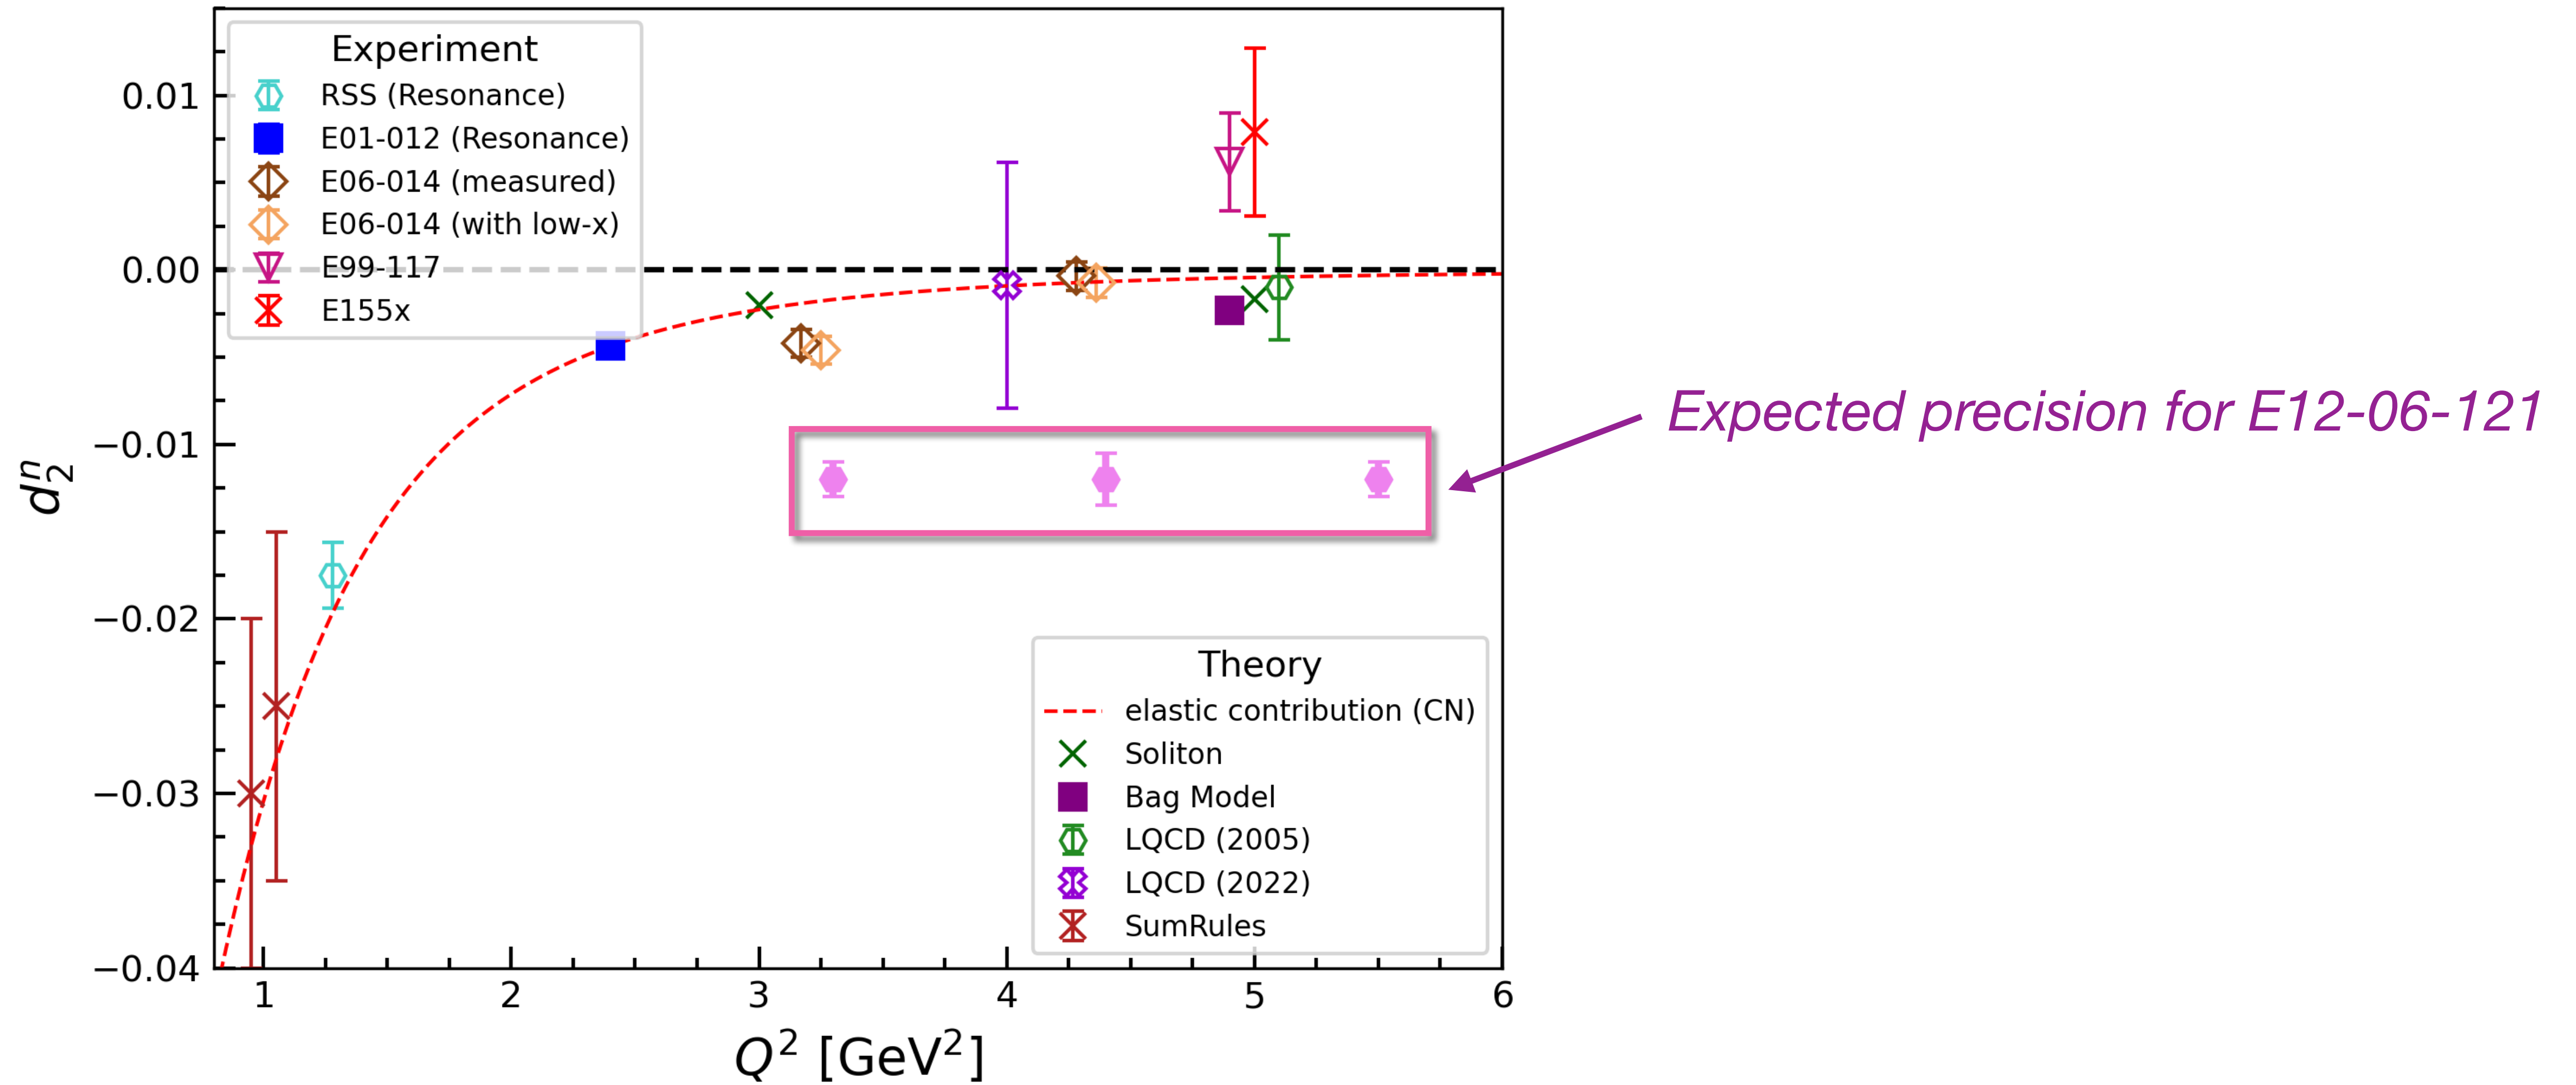 Experiment
RSS (Resonance)
E01-012 (Resonance)
E06-014 (measured)
E06-014 (with low-x)
E99-117
E155x
0.01
0.00
−0.01
−0.02
−0.03
−0.04
d₂ⁿ
Expected precision for E12-06-121
Theory
elastic contribution (CN)
Soliton
Bag Model
LQCD (2005)
LQCD (2022)
SumRules
1 2 3 4 5 6
Q² [GeV²]